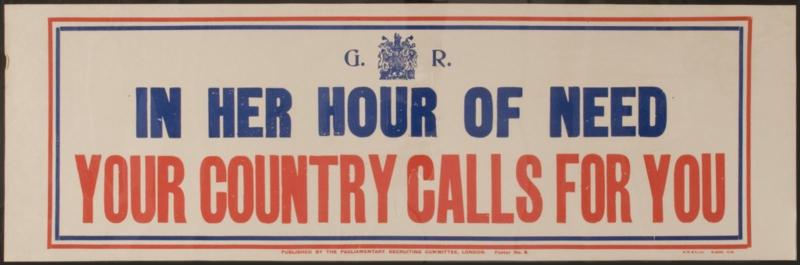 G. R.
IN HER HOUR OF NEED
YOUR COUNTRY CALLS FOR YOU
PUBLISHED BY THE PARLIAMENTARY RECRUITING COMMITTEE, LONDON. Poster No.